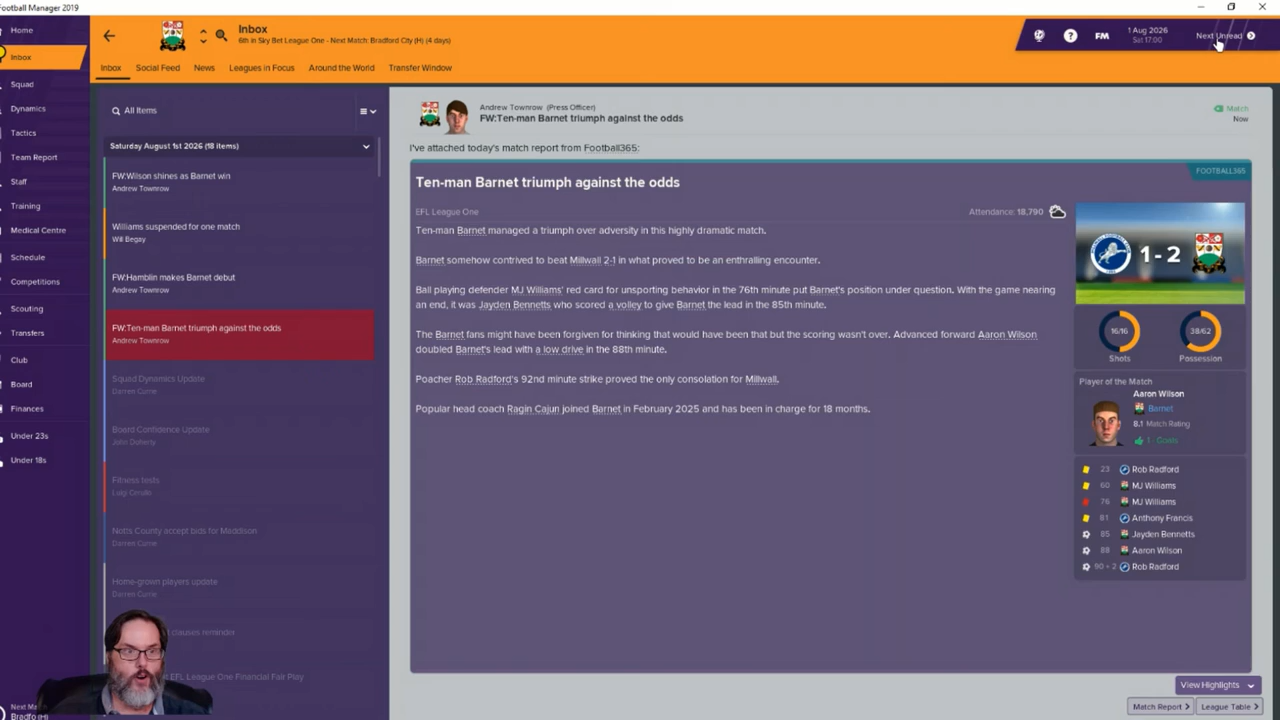 Football Manager 2019
Home
Inbox
Squad
Dynamics
Tactics
Team Report
Staff
Training
Medical Centre
Schedule
Competitions
Scouting
Transfers
Club
Board
Finances
Under 23s
Under 18s
Inbox
6th in Sky Bet League One - Next Match: Bradford City (H) (4 days)
FM
1 Aug 2026
Sat 17:00
Next Unread
Inbox
Social Feed
News
Leagues in Focus
Around the World
Transfer Window
All Items
Saturday August 1st 2026 (18 items)
FW:Wilson shines as Barnet win
Andrew Townrow
Williams suspended for one match
Will Begay
FW:Hamblin makes Barnet debut
Andrew Townrow
FW:Ten-man Barnet triumph against the odds
Andrew Townrow
Squad Dynamics Update
Darren Currie
Board Confidence Update
John Doherty
Fitness tests
Luigi
Notts County accept bids for Maddison
Darren Currie
Home-grown players update
Darren Currie
clauses reminder
EFL League One Financial Fair Play
Andrew Townrow (Press Officer)
FW:Ten-man Barnet triumph against the odds
Match
Now
I've attached today's match report from Football365:
FOOTBALL365
Ten-man Barnet triumph against the odds
EFL League One
Attendance: 18,790
Ten-man Barnet managed a triumph over adversity in this highly dramatic match.
Barnet somehow contrived to beat Millwall 2-1 in what proved to be an enthralling encounter.
Ball playing defender MJ Williams' red card for unsporting behavior in the 76th minute put Barnet's position under question. With the game nearing
an end, it was Jayden Bennetts who scored a volley to give Barnet the lead in the 85th minute.
The Barnet fans might have been forgiven for thinking that would have been that but the scoring wasn't over. Advanced forward Aaron Wilson
doubled Barnet's lead with a low drive in the 88th minute.
Poacher Rob Radford's 92nd minute strike proved the only consolation for Millwall.
Popular head coach Ragin Cajun joined Barnet in February 2025 and has been in charge for 18 months.
1 - 2
16/16
Shots
38/62
Possession
Player of the Match
Aaron Wilson
Barnet
8.1 Match Rating
1 - Goals
23 Rob Radford
60 MJ Williams
76 MJ Williams
81 Anthony Francis
85 Jayden Bennetts
88 Aaron Wilson
90 + 2 Rob Radford
View Highlights
Match Report
League Table